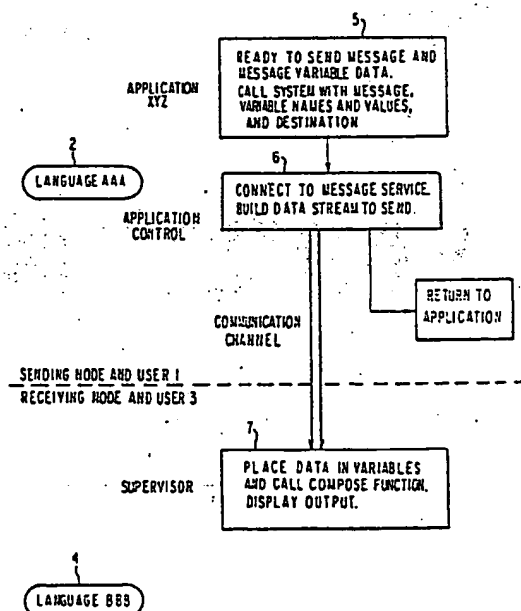 5
READY TO SEND MESSAGE AND
MESSAGE VARIABLE DATA.
CALL SYSTEM WITH MESSAGE,
VARIABLE NAMES AND VALUES,
AND DESTINATION
APPLICATION
XYZ
2
LANGUAGE AAA
6
CONNECT TO MESSAGE SERVICE.
BUILD DATA STREAM TO SEND.
APPLICATION
CONTROL
RETURN TO
APPLICATION
COMMUNICATION
CHANNEL
SENDING NODE AND USER 1
RECEIVING NODE AND USER 3
7
PLACE DATA IN VARIABLES
AND CALL COMPOSE FUNCTION.
DISPLAY OUTPUT.
SUPERVISOR
4
LANGUAGE BBB